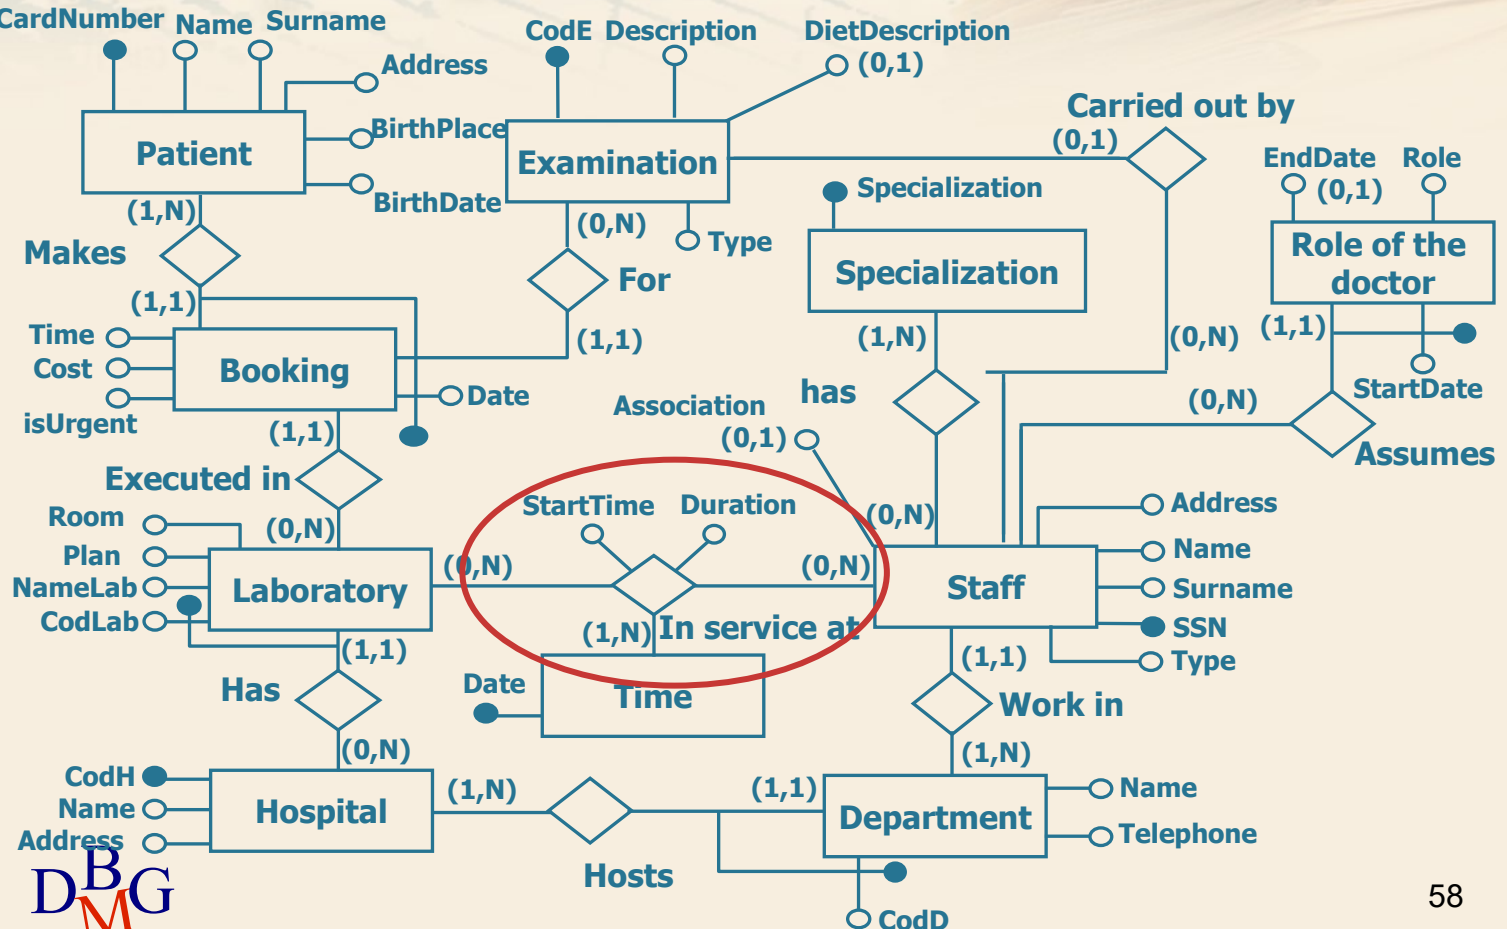 CardNumber
Name
Surname
Address
BirthPlace
BirthDate
Patient
(1,N)
Makes
(1,1)
CodE
Description
DietDescription
(0,1)
Examination
(0,N)
Type
For
(1,1)
Carried out by
(0,1)
(0,N)
Specialization
Specialization
(1,N)
has
(0,N)
EndDate
(0,1)
Role
Role of the
doctor
(1,1)
StartDate
(0,N)
Assumes
Time
Cost
isUrgent
Booking
Date
(1,1)
Executed in
(0,N)
Room
Plan
NameLab
CodLab
Laboratory
(0,N)
StartTime
Duration
(0,N)
(1,N)
In service at
Date
Time
Association
(0,1)
Staff
Address
Name
Surname
SSN
Type
(1,1)
Work in
(1,N)
(1,1)
Has
(0,N)
CodH
Name
Address
Hospital
(1,N)
Hosts
(1,1)
Department
Name
Telephone
CodD
DBMG
58